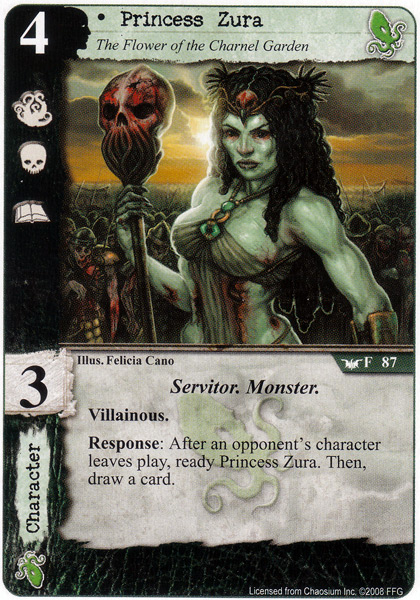 4
• Princess Zura
The Flower of the Charnel Garden
Illus. Felicia Cano
F 87
3
Servitor. Monster.
Villainous.
Response: After an opponent's character
leaves play, ready Princess Zura. Then,
draw a card.
Character
Licensed from Chaosium Inc. ©2008 FFG